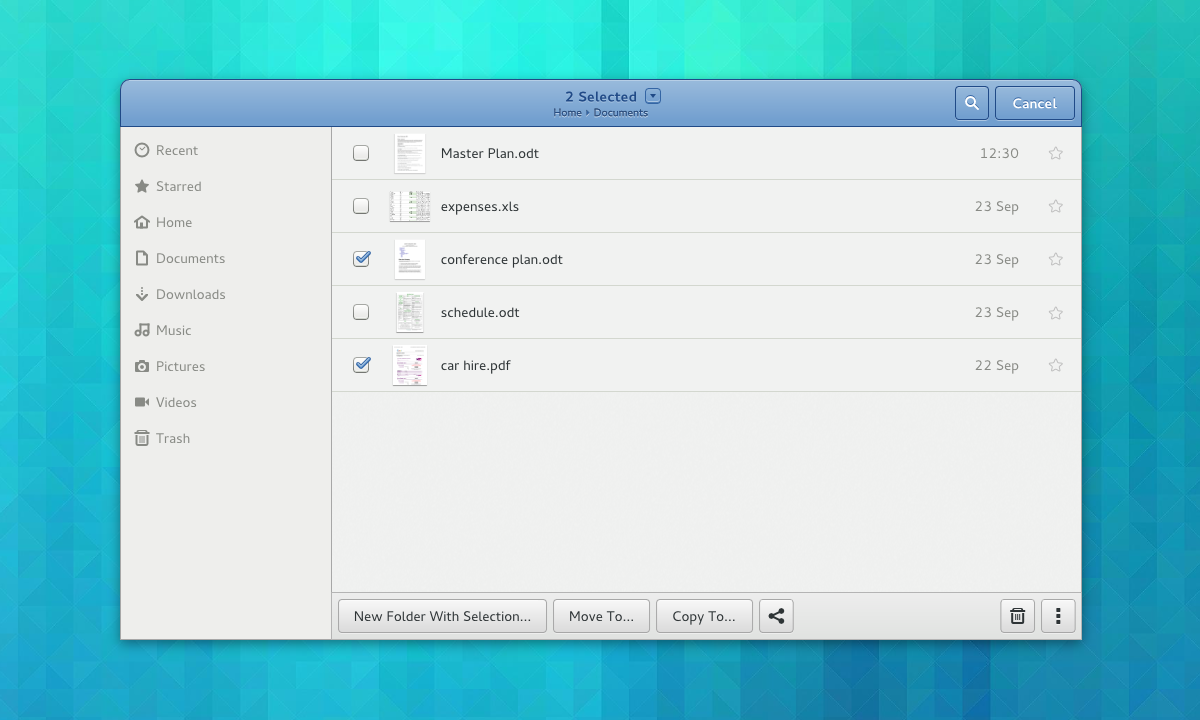 2 Selected
Home ‣ Documents
Cancel
Recent
Starred
Home
Documents
Downloads
Music
Pictures
Videos
Trash
Master Plan.odt 12:30
expenses.xls 23 Sep
conference plan.odt 23 Sep
schedule.odt 23 Sep
car hire.pdf 22 Sep
New Folder With Selection... Move To... Copy To...